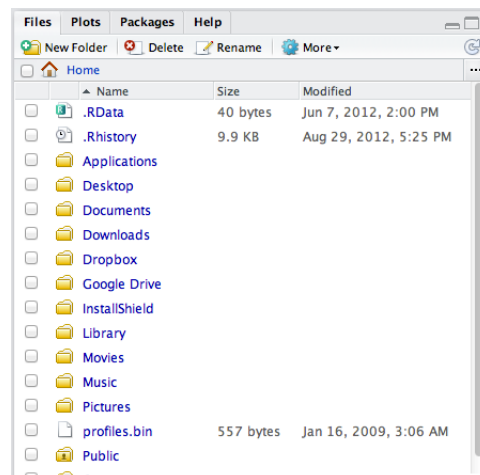 Files Plots Packages Help
New Folder Delete Rename More
Home
Name Size Modified
.RData 40 bytes Jun 7, 2012, 2:00 PM
.Rhistory 9.9 KB Aug 29, 2012, 5:25 PM
Applications
Desktop
Documents
Downloads
Dropbox
Google Drive
InstallShield
Library
Movies
Music
Pictures
profiles.bin 557 bytes Jan 16, 2009, 3:06 AM
Public